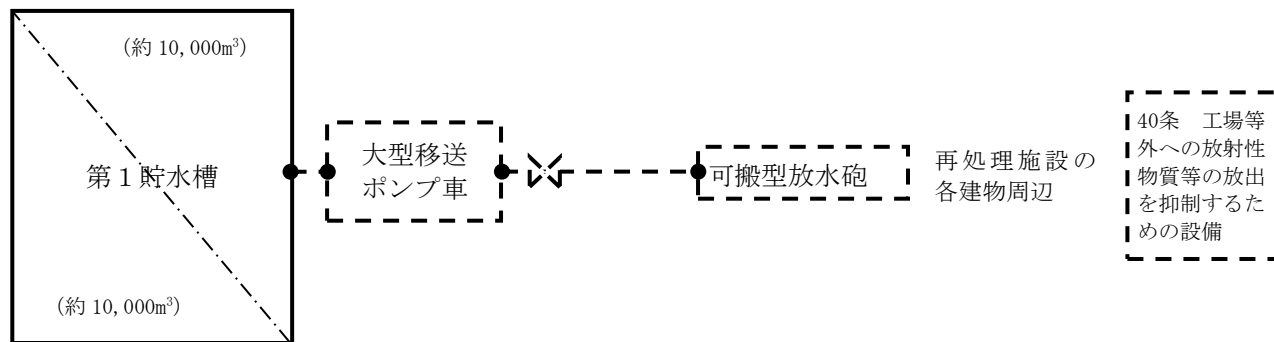 (約 10,000m³)
第1貯水槽
(約 10,000m³)
大型移送
ポンプ車
可搬型放水砲
再処理施設の
各建物周辺
40条 工場等
外への放射性
物質等の放出
を抑制するた
めの設備